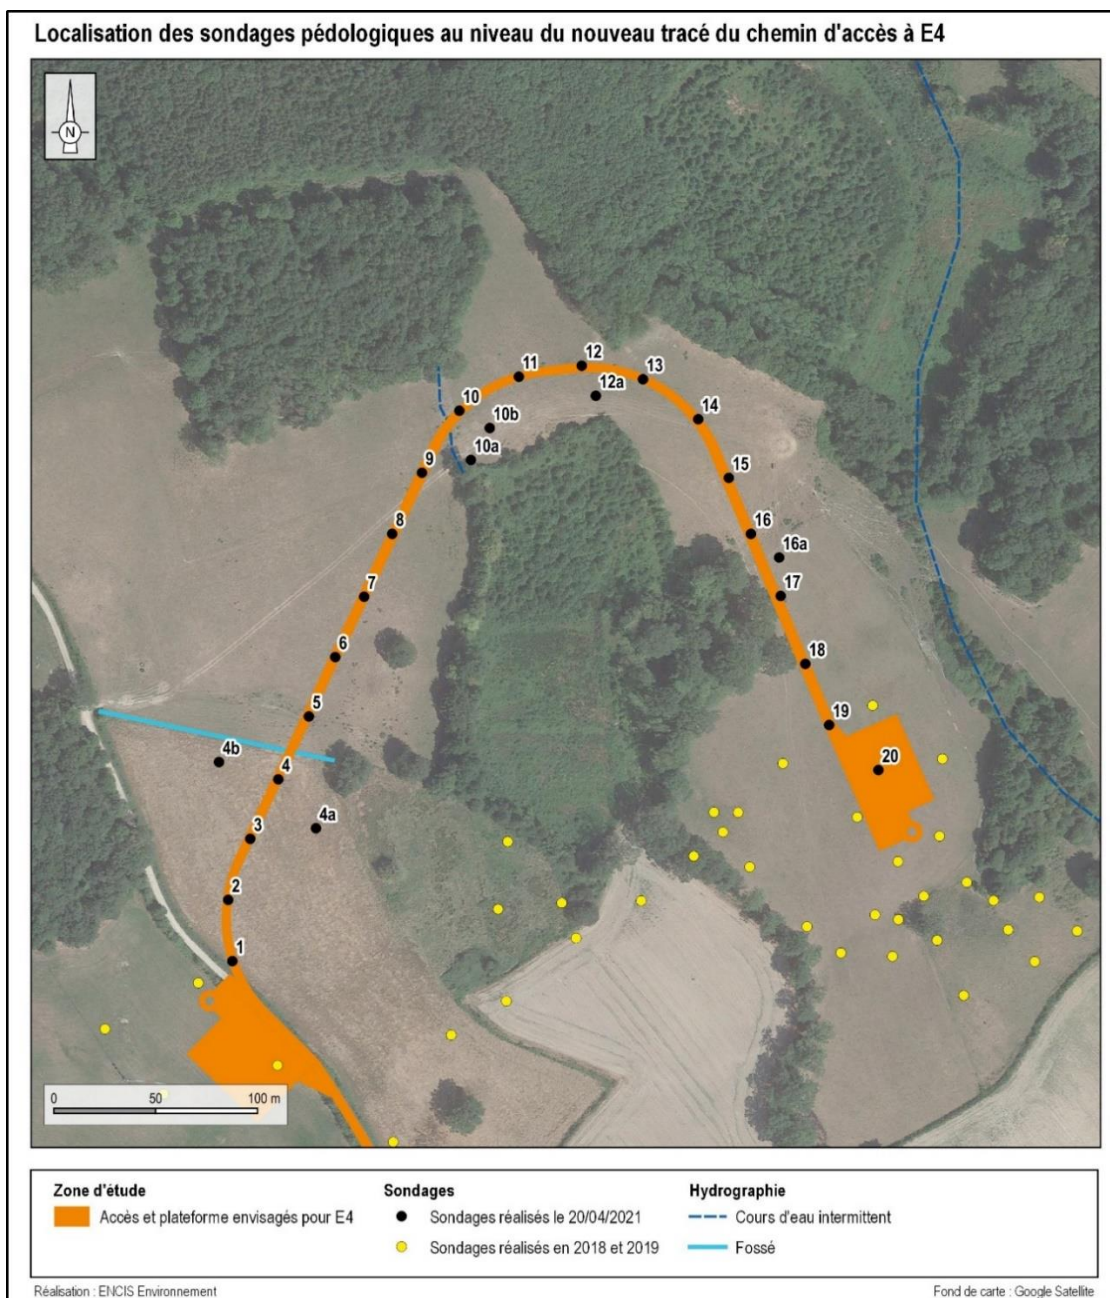 Localisation des sondages pédologiques au niveau du nouveau tracé du chemin d'accès à E4
N
12
11
13
12a
10
14
10b
10a
9
15
8
16
16a
7
17
6
18
5
19
4b
4
20
4a
3
2
1
0 50 100 m
Zone d'étude
Accès et plateforme envisagés pour E4
Sondages
Sondages réalisés le 20/04/2021
Sondages réalisés en 2018 et 2019
Hydrographie
Cours d'eau intermittent
Fossé
Réalisation : ENCIS Environnement
Fond de carte : Google Satellite